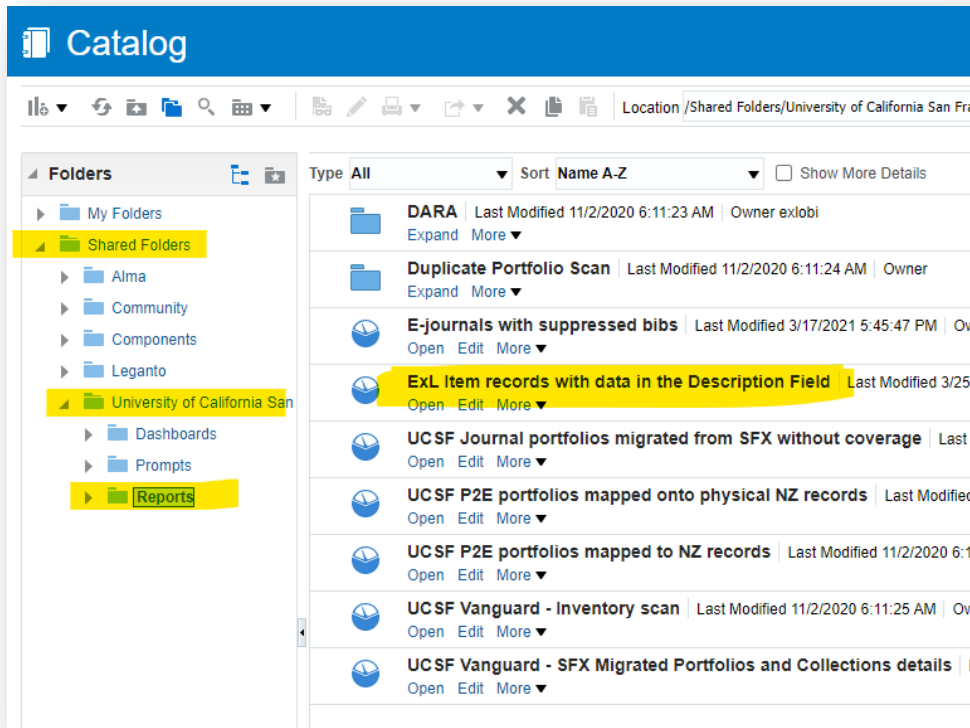 Catalog
Location /Shared Folders/University of California San Fra
Folders
Type All Sort Name A-Z Show More Details
My Folders
Shared Folders
Alma
Community
Components
Leganto
University of California San
Dashboards
Prompts
Reports
DARA Last Modified 11/2/2020 6:11:23 AM Owner exlobi
Expand More
Duplicate Portfolio Scan Last Modified 11/2/2020 6:11:24 AM Owner
Expand More
E-journals with suppressed bibs Last Modified 3/17/2021 5:45:47 PM Ow
Open Edit More
ExL Item records with data in the Description Field Last Modified 3/25
Open Edit More
UCSF Journal portfolios migrated from SFX without coverage Last
Open Edit More
UCSF P2E portfolios mapped onto physical NZ records Last Modified
Open Edit More
UCSF P2E portfolios mapped to NZ records Last Modified 11/2/2020 6:1
Open Edit More
UCSF Vanguard - Inventory scan Last Modified 11/2/2020 6:11:25 AM Ow
Open Edit More
UCSF Vanguard - SFX Migrated Portfolios and Collections details
Open Edit More